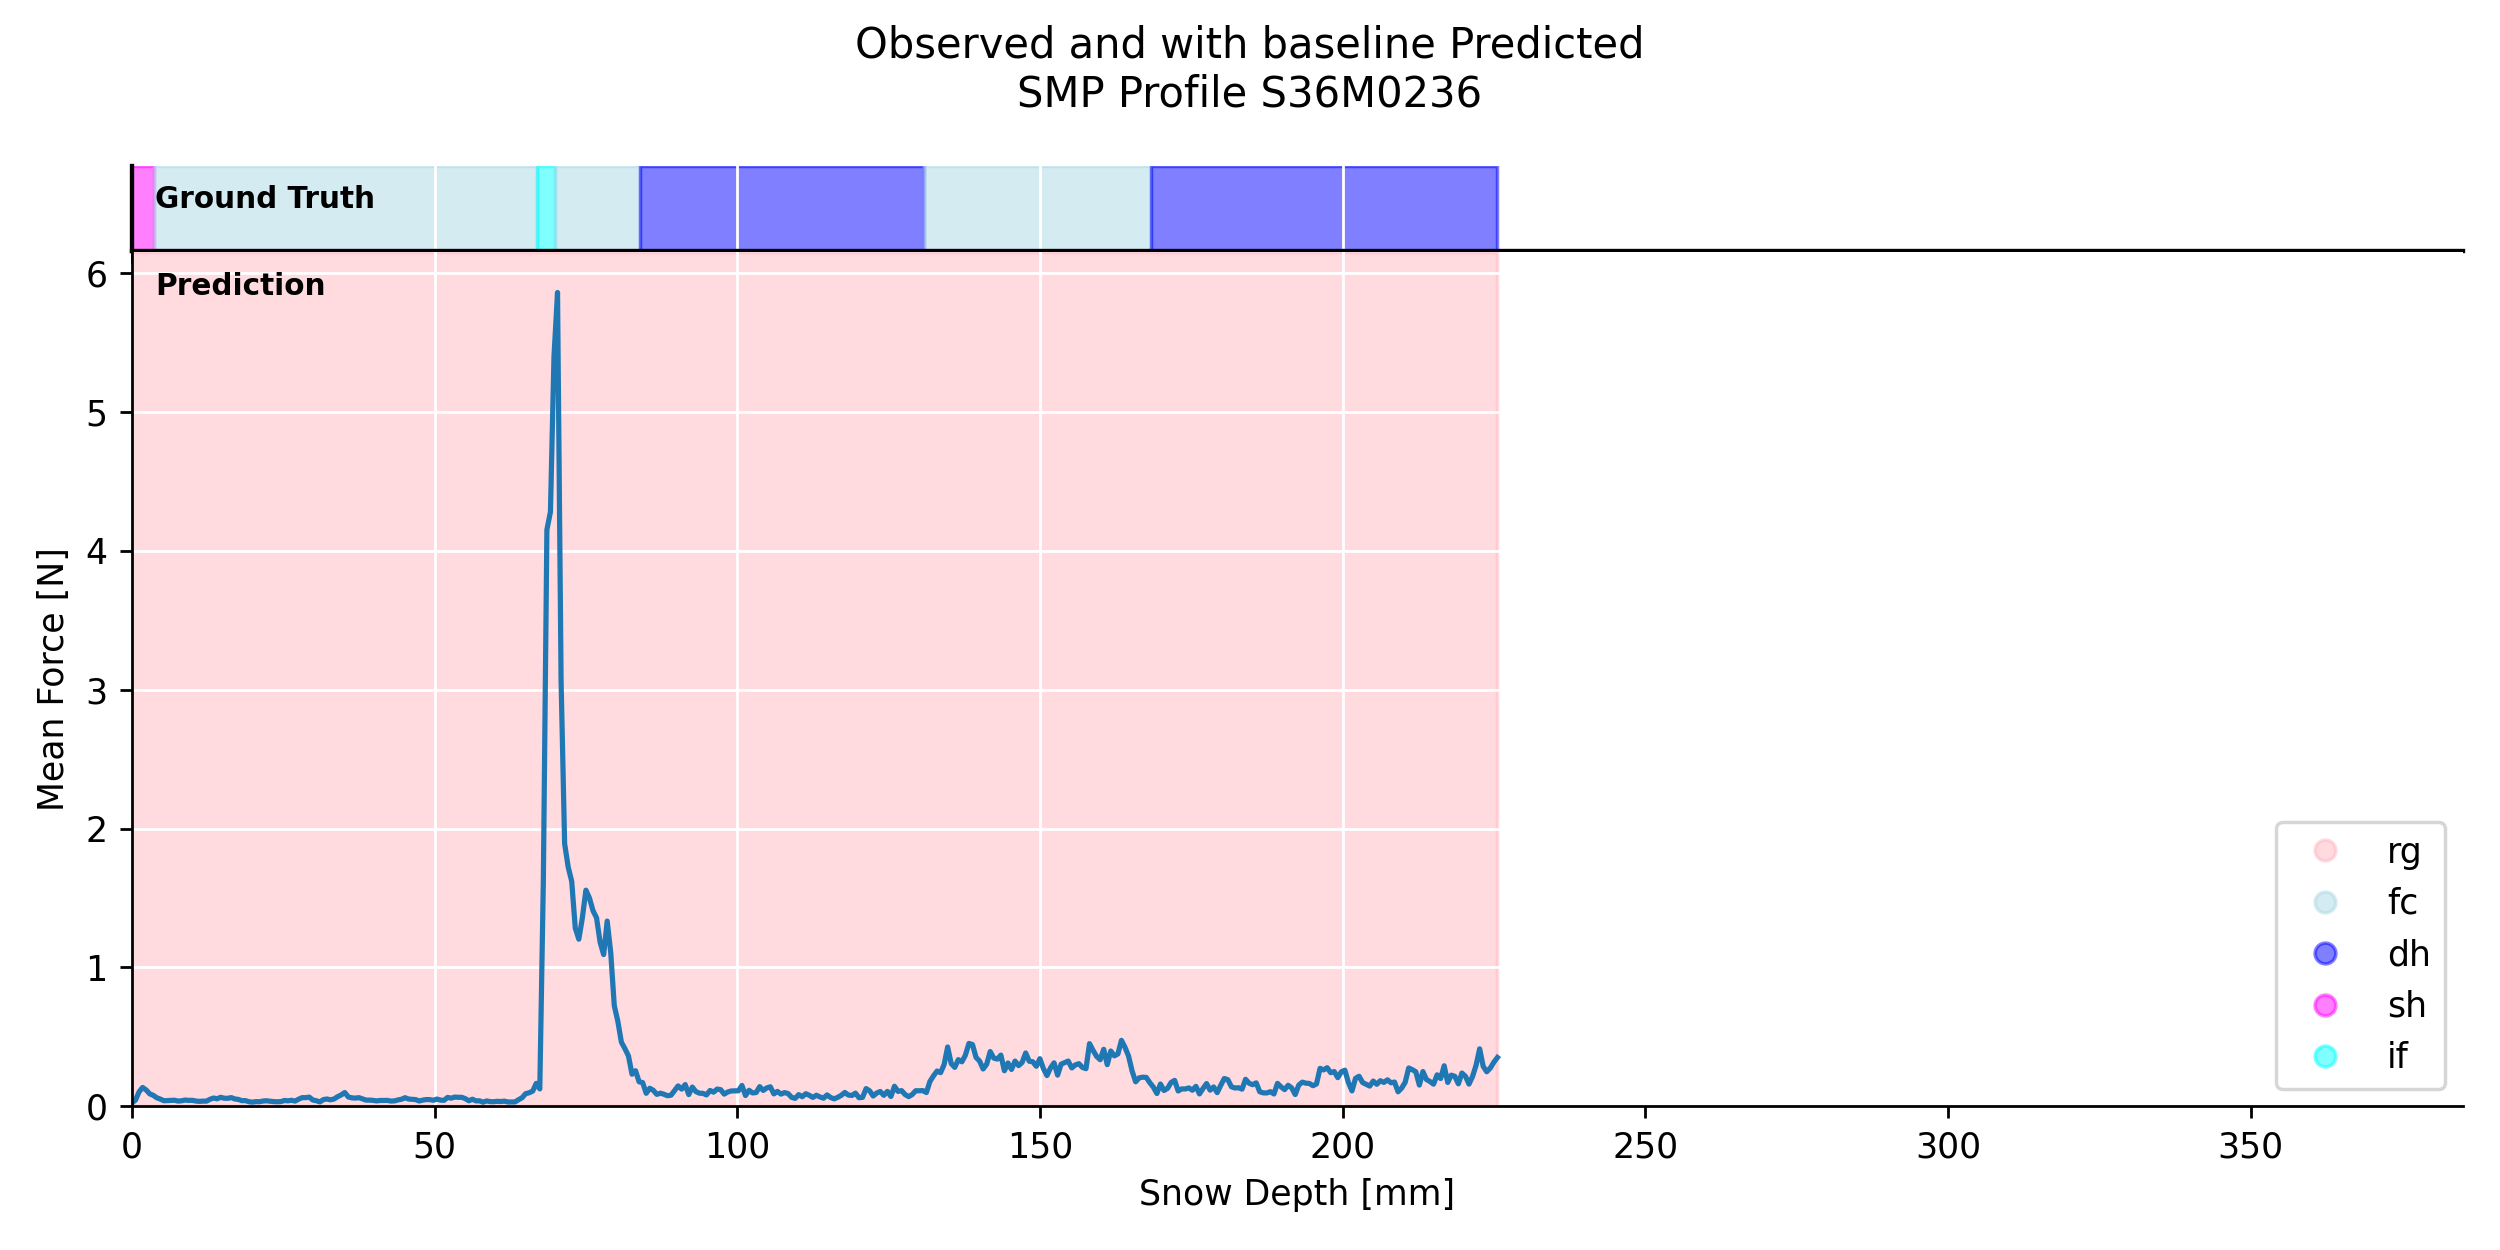 Observed and with baseline Predicted
SMP Profile S36M0236
Ground Truth
Prediction
6
5
4
3
2
1
0
Mean Force [N]
rg
fc
dh
sh
if
0 50 100 150 200 250 300 350
Snow Depth [mm]